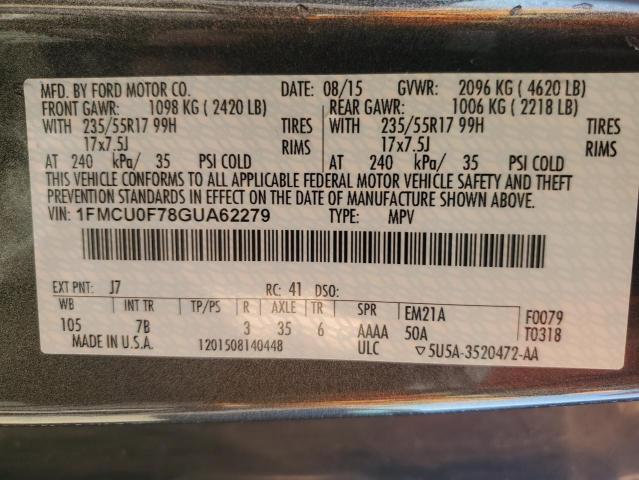 MFD. BY FORD MOTOR CO. DATE: 08/15 GVWR: 2096 KG ( 4620 LB)
FRONT GAWR: 1098 KG ( 2420 LB) REAR GAWR: 1006 KG ( 2218 LB)
WITH 235/55R17 99H TIRES WITH 235/55R17 99H TIRES
17x7.5J RIMS 17x7.5J RIMS
AT 240 kPa/ 35 PSI COLD AT 240 kPa/ 35 PSI COLD
THIS VEHICLE CONFORMS TO ALL APPLICABLE FEDERAL MOTOR VEHICLE SAFETY AND THEFT
PREVENTION STANDARDS IN EFFECT ON THE DATE OF MANUFACTURE SHOWN ABOVE.
VIN: 1FMCU0F78GUA62279 TYPE: MPV
EXT PNT: J7 RC: 41 DSO:
WB INT TR TP/PS R AXLE TR SPR EM21A F0079
105 7B 3 35 6 AAAA 50A T0318
MADE IN U.S.A. 1201508140448 ULC ▽5U5A-3520472-AA